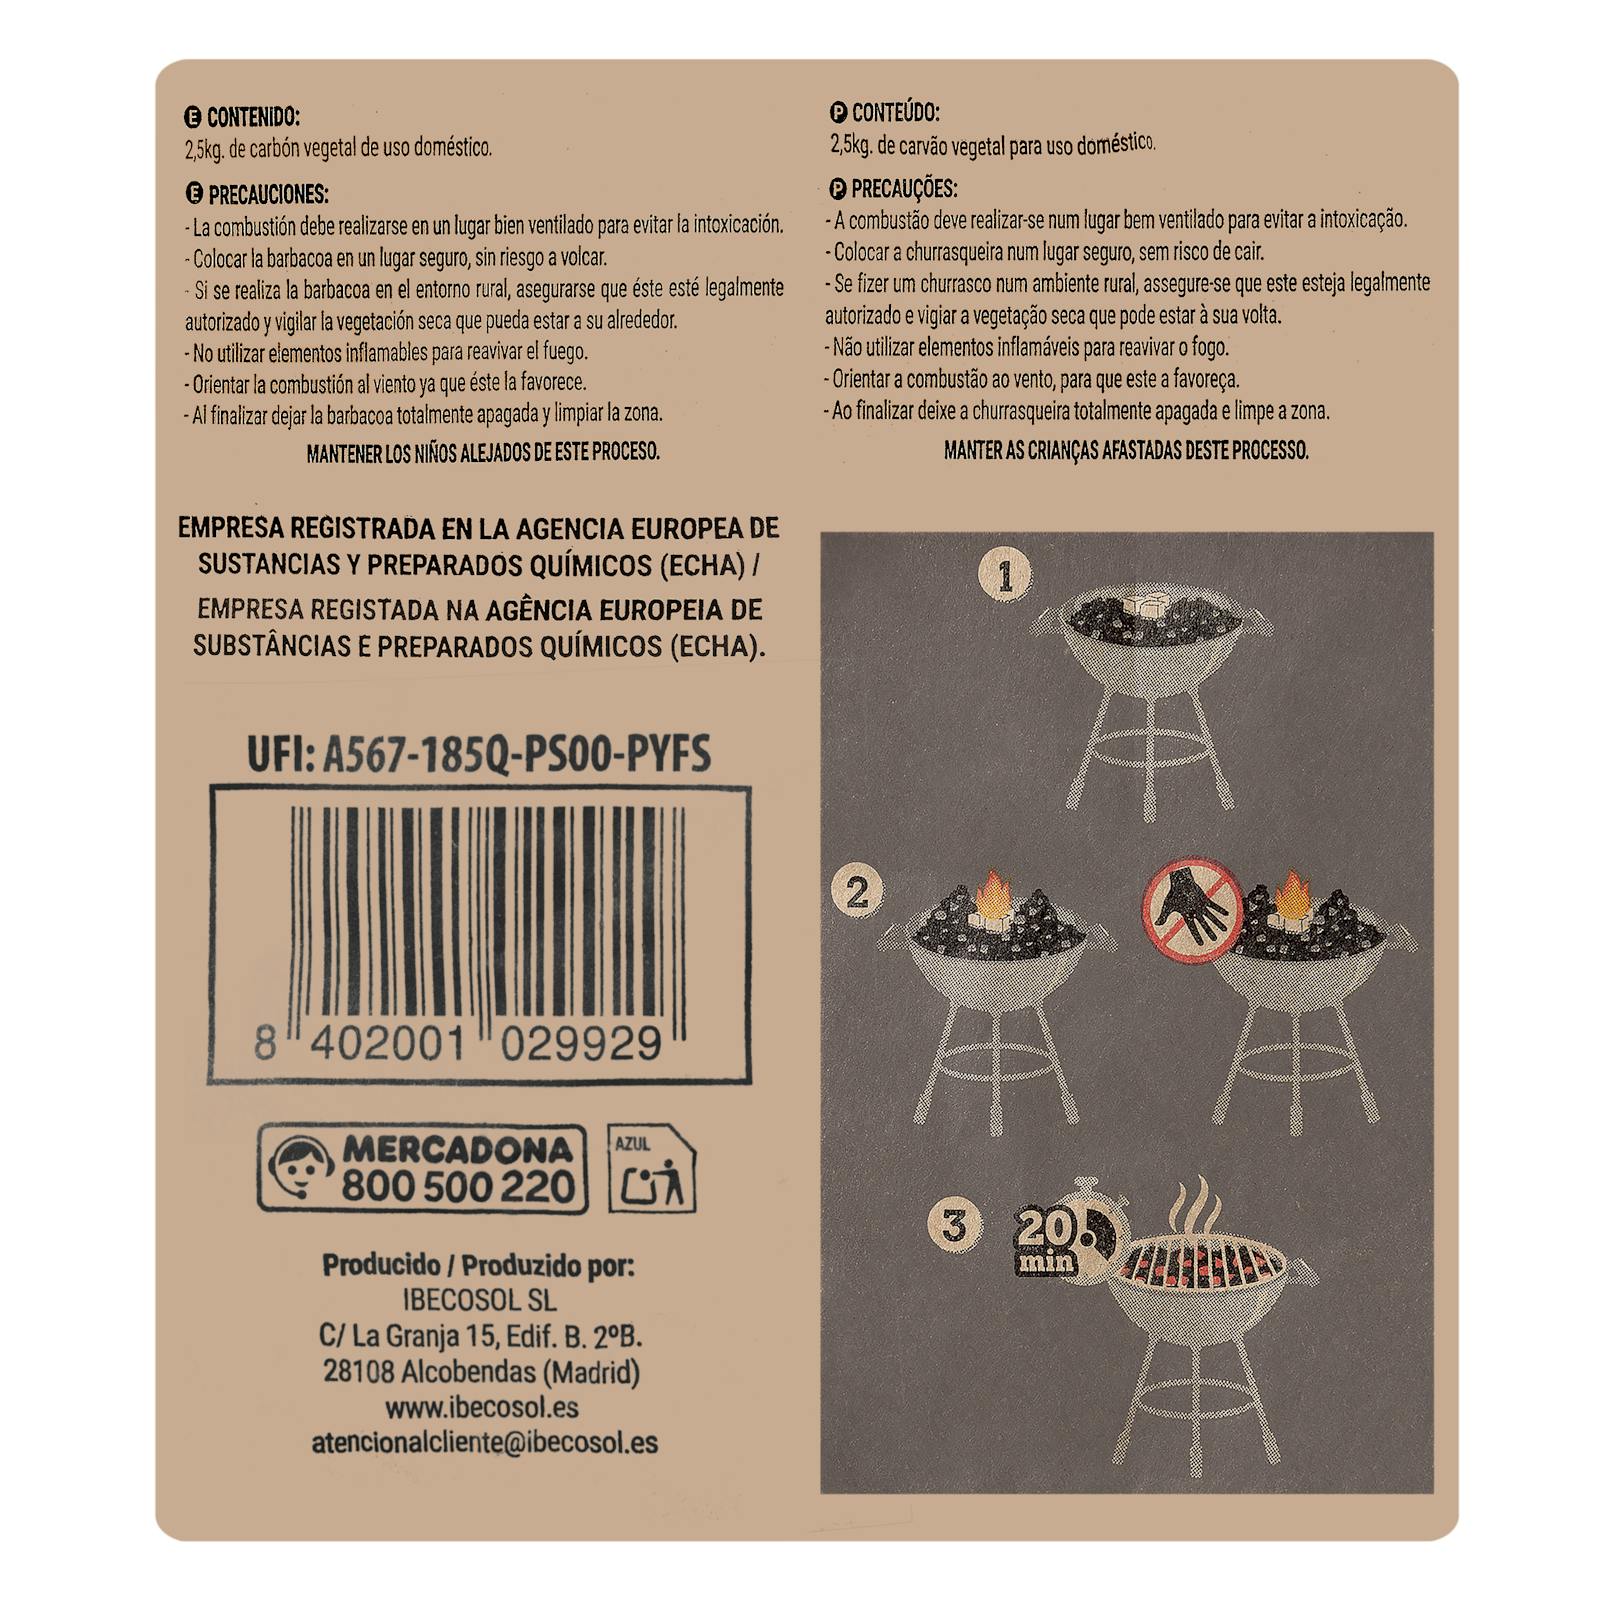 E CONTENIDO:
2,5kg. de carbón vegetal de uso doméstico.
E PRECAUCIONES:
- La combustión debe realizarse en un lugar bien ventilado para evitar la intoxicación.
- Colocar la barbacoa en un lugar seguro, sin riesgo a volcar.
- Si se realiza la barbacoa en el entorno rural, asegurarse que éste esté legalmente
autorizado y vigilar la vegetación seca que pueda estar a su alrededor.
- No utilizar elementos inflamables para reavivar el fuego.
- Orientar la combustión al viento ya que éste la favorece.
- Al finalizar dejar la barbacoa totalmente apagada y limpiar la zona.
MANTENER LOS NIÑOS ALEJADOS DE ESTE PROCESO.
P CONTEÚDO:
2,5kg. de carvão vegetal para uso doméstico.
P PRECAUÇÕES:
- A combustão deve realizar-se num lugar bem ventilado para evitar a intoxicação.
- Colocar a churrasqueira num lugar seguro, sem risco de cair.
- Se fizer um churrasco num ambiente rural, assegure-se que este esteja legalmente
autorizado e vigiar a vegetação seca que pode estar à sua volta.
- Não utilizar elementos inflamáveis para reavivar o fogo.
- Orientar a combustão ao vento, para que este a favoreça.
- Ao finalizar deixe a churrasqueira totalmente apagada e limpe a zona.
MANTER AS CRIANÇAS AFASTADAS DESTE PROCESSO.
EMPRESA REGISTRADA EN LA AGENCIA EUROPEA DE
SUSTANCIAS Y PREPARADOS QUÍMICOS (ECHA) /
EMPRESA REGISTADA NA AGÊNCIA EUROPEIA DE
SUBSTÂNCIAS E PREPARADOS QUÍMICOS (ECHA).
UFI: A567-185Q-PS00-PYFS
8 402001 029929
MERCADONA
800 500 220
AZUL
Producido / Produzido por:
IBECOSOL SL
C/ La Granja 15, Edif. B. 2ºB.
28108 Alcobendas (Madrid)
www.ibecosol.es
atencionalcliente@ibecosol.es
1
2
3
20
min